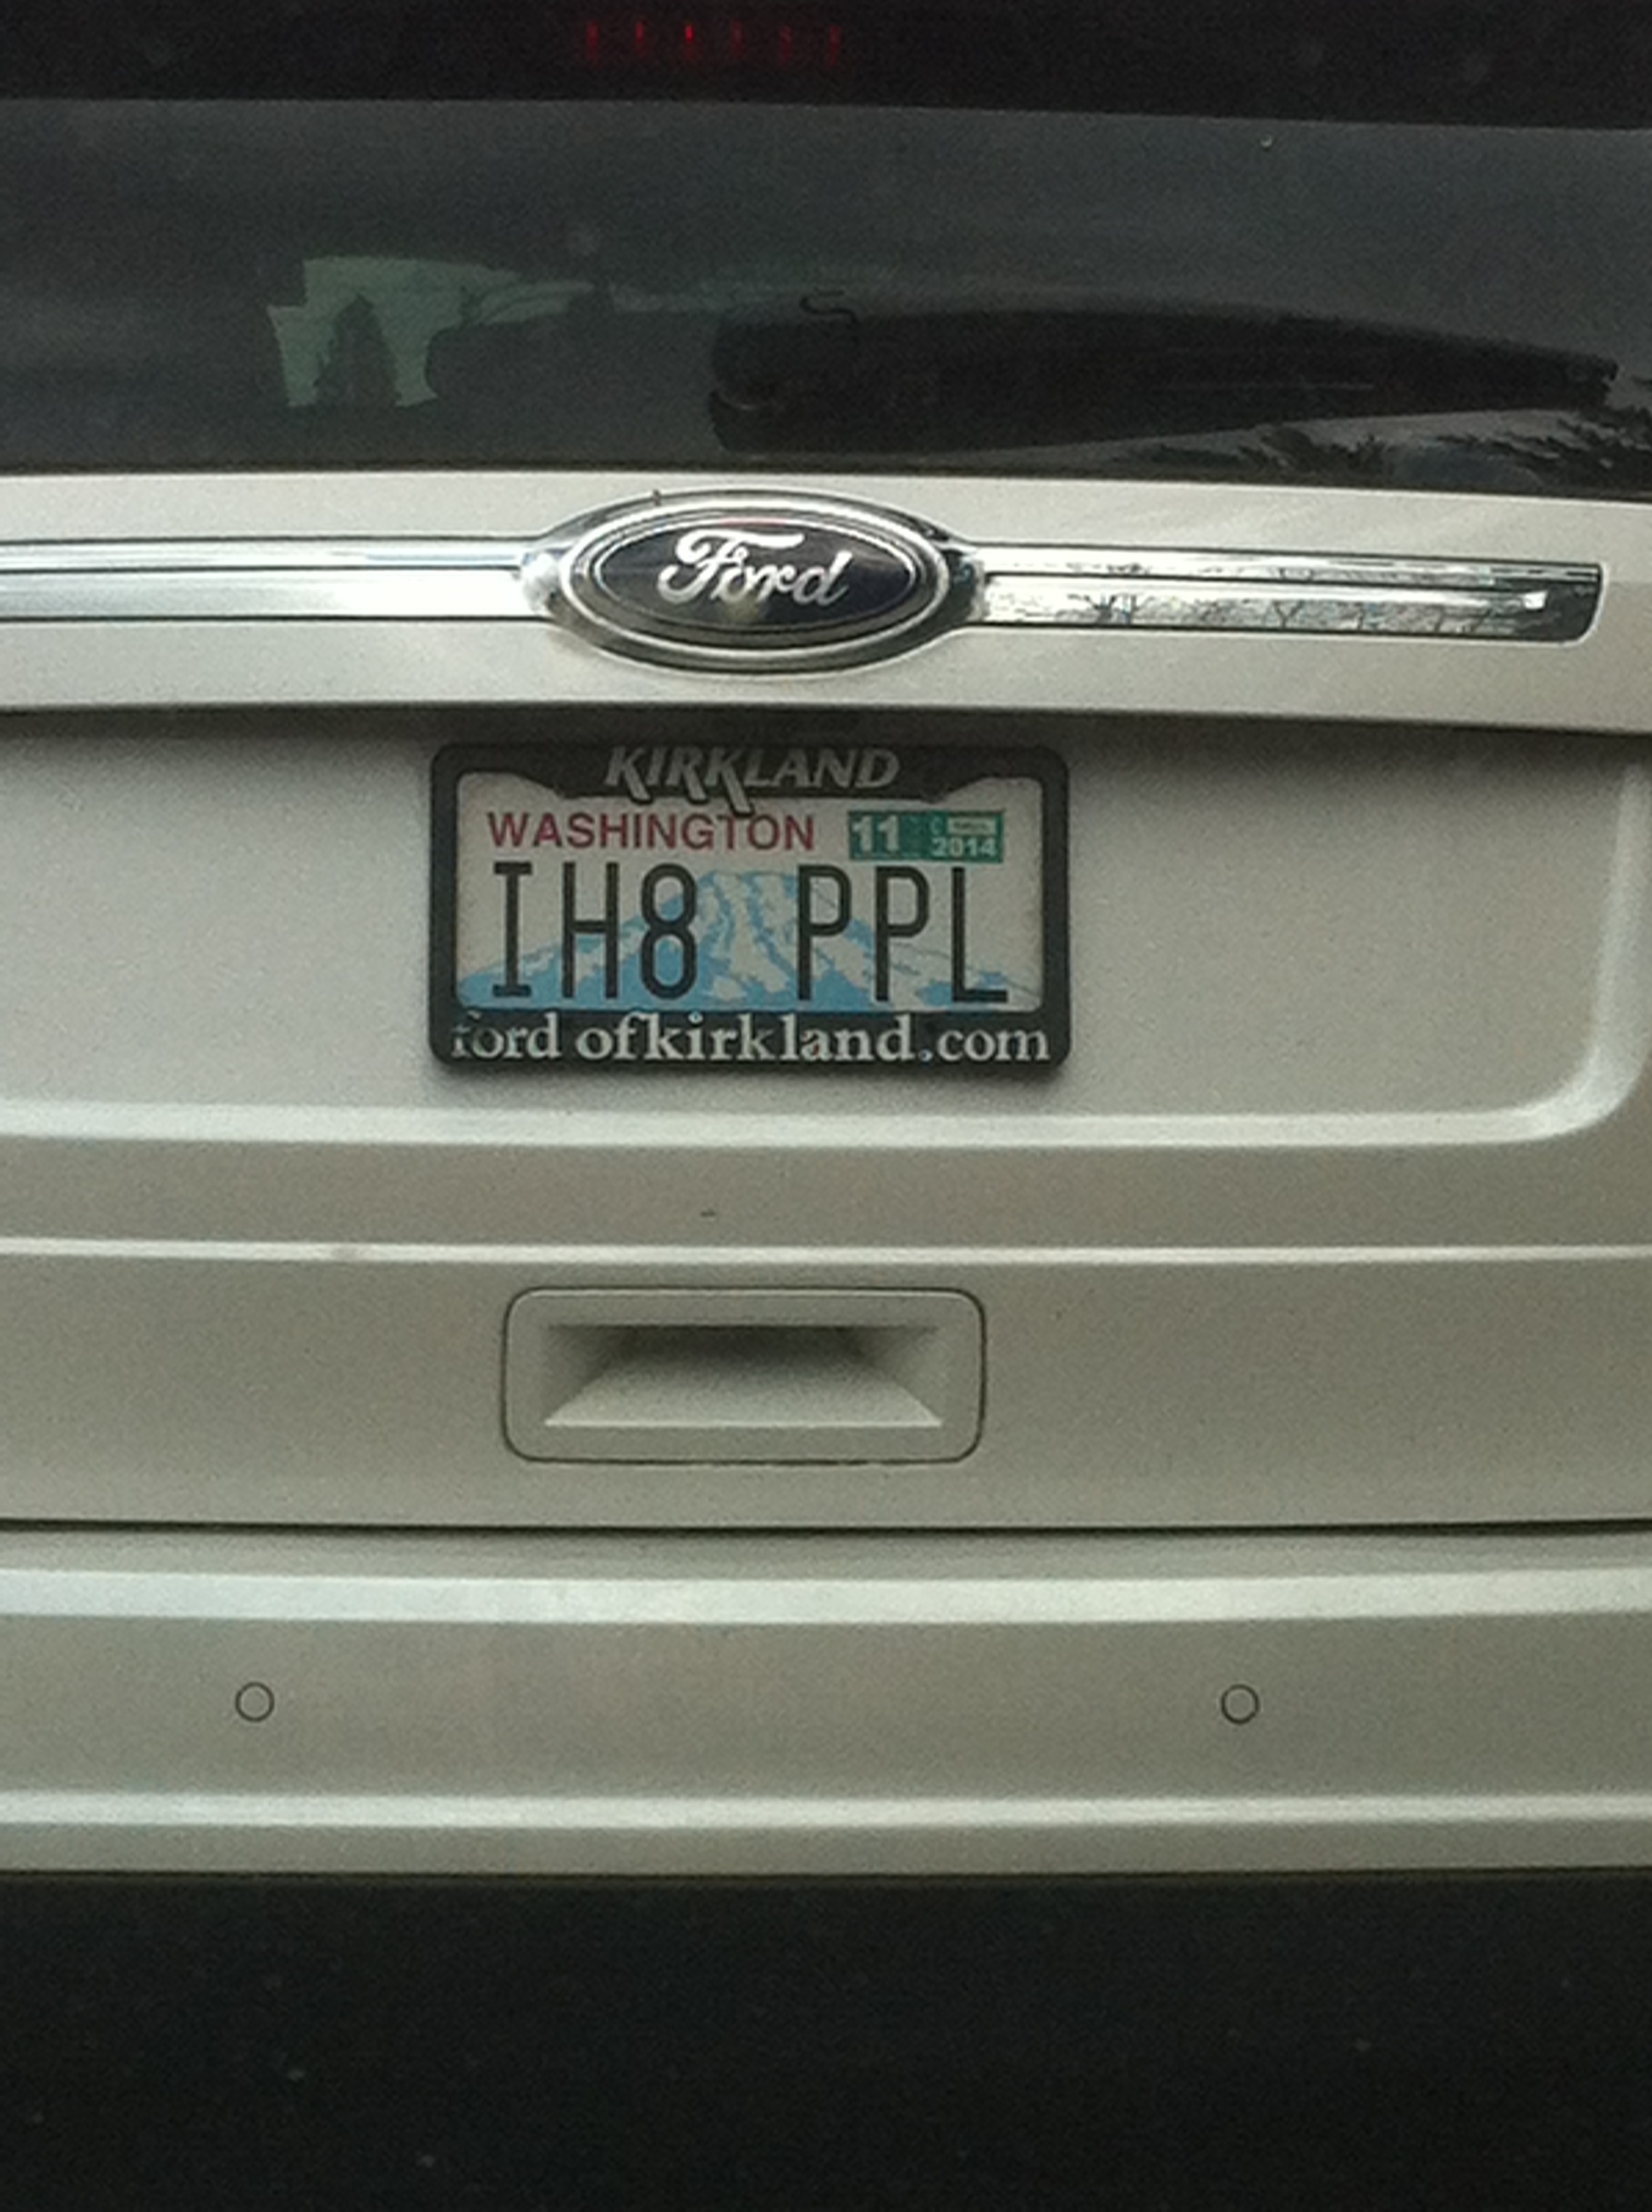 Ford
KIRKLAND
WASHINGTON 11 2014
IH8 PPL
ford ofkirkland.com